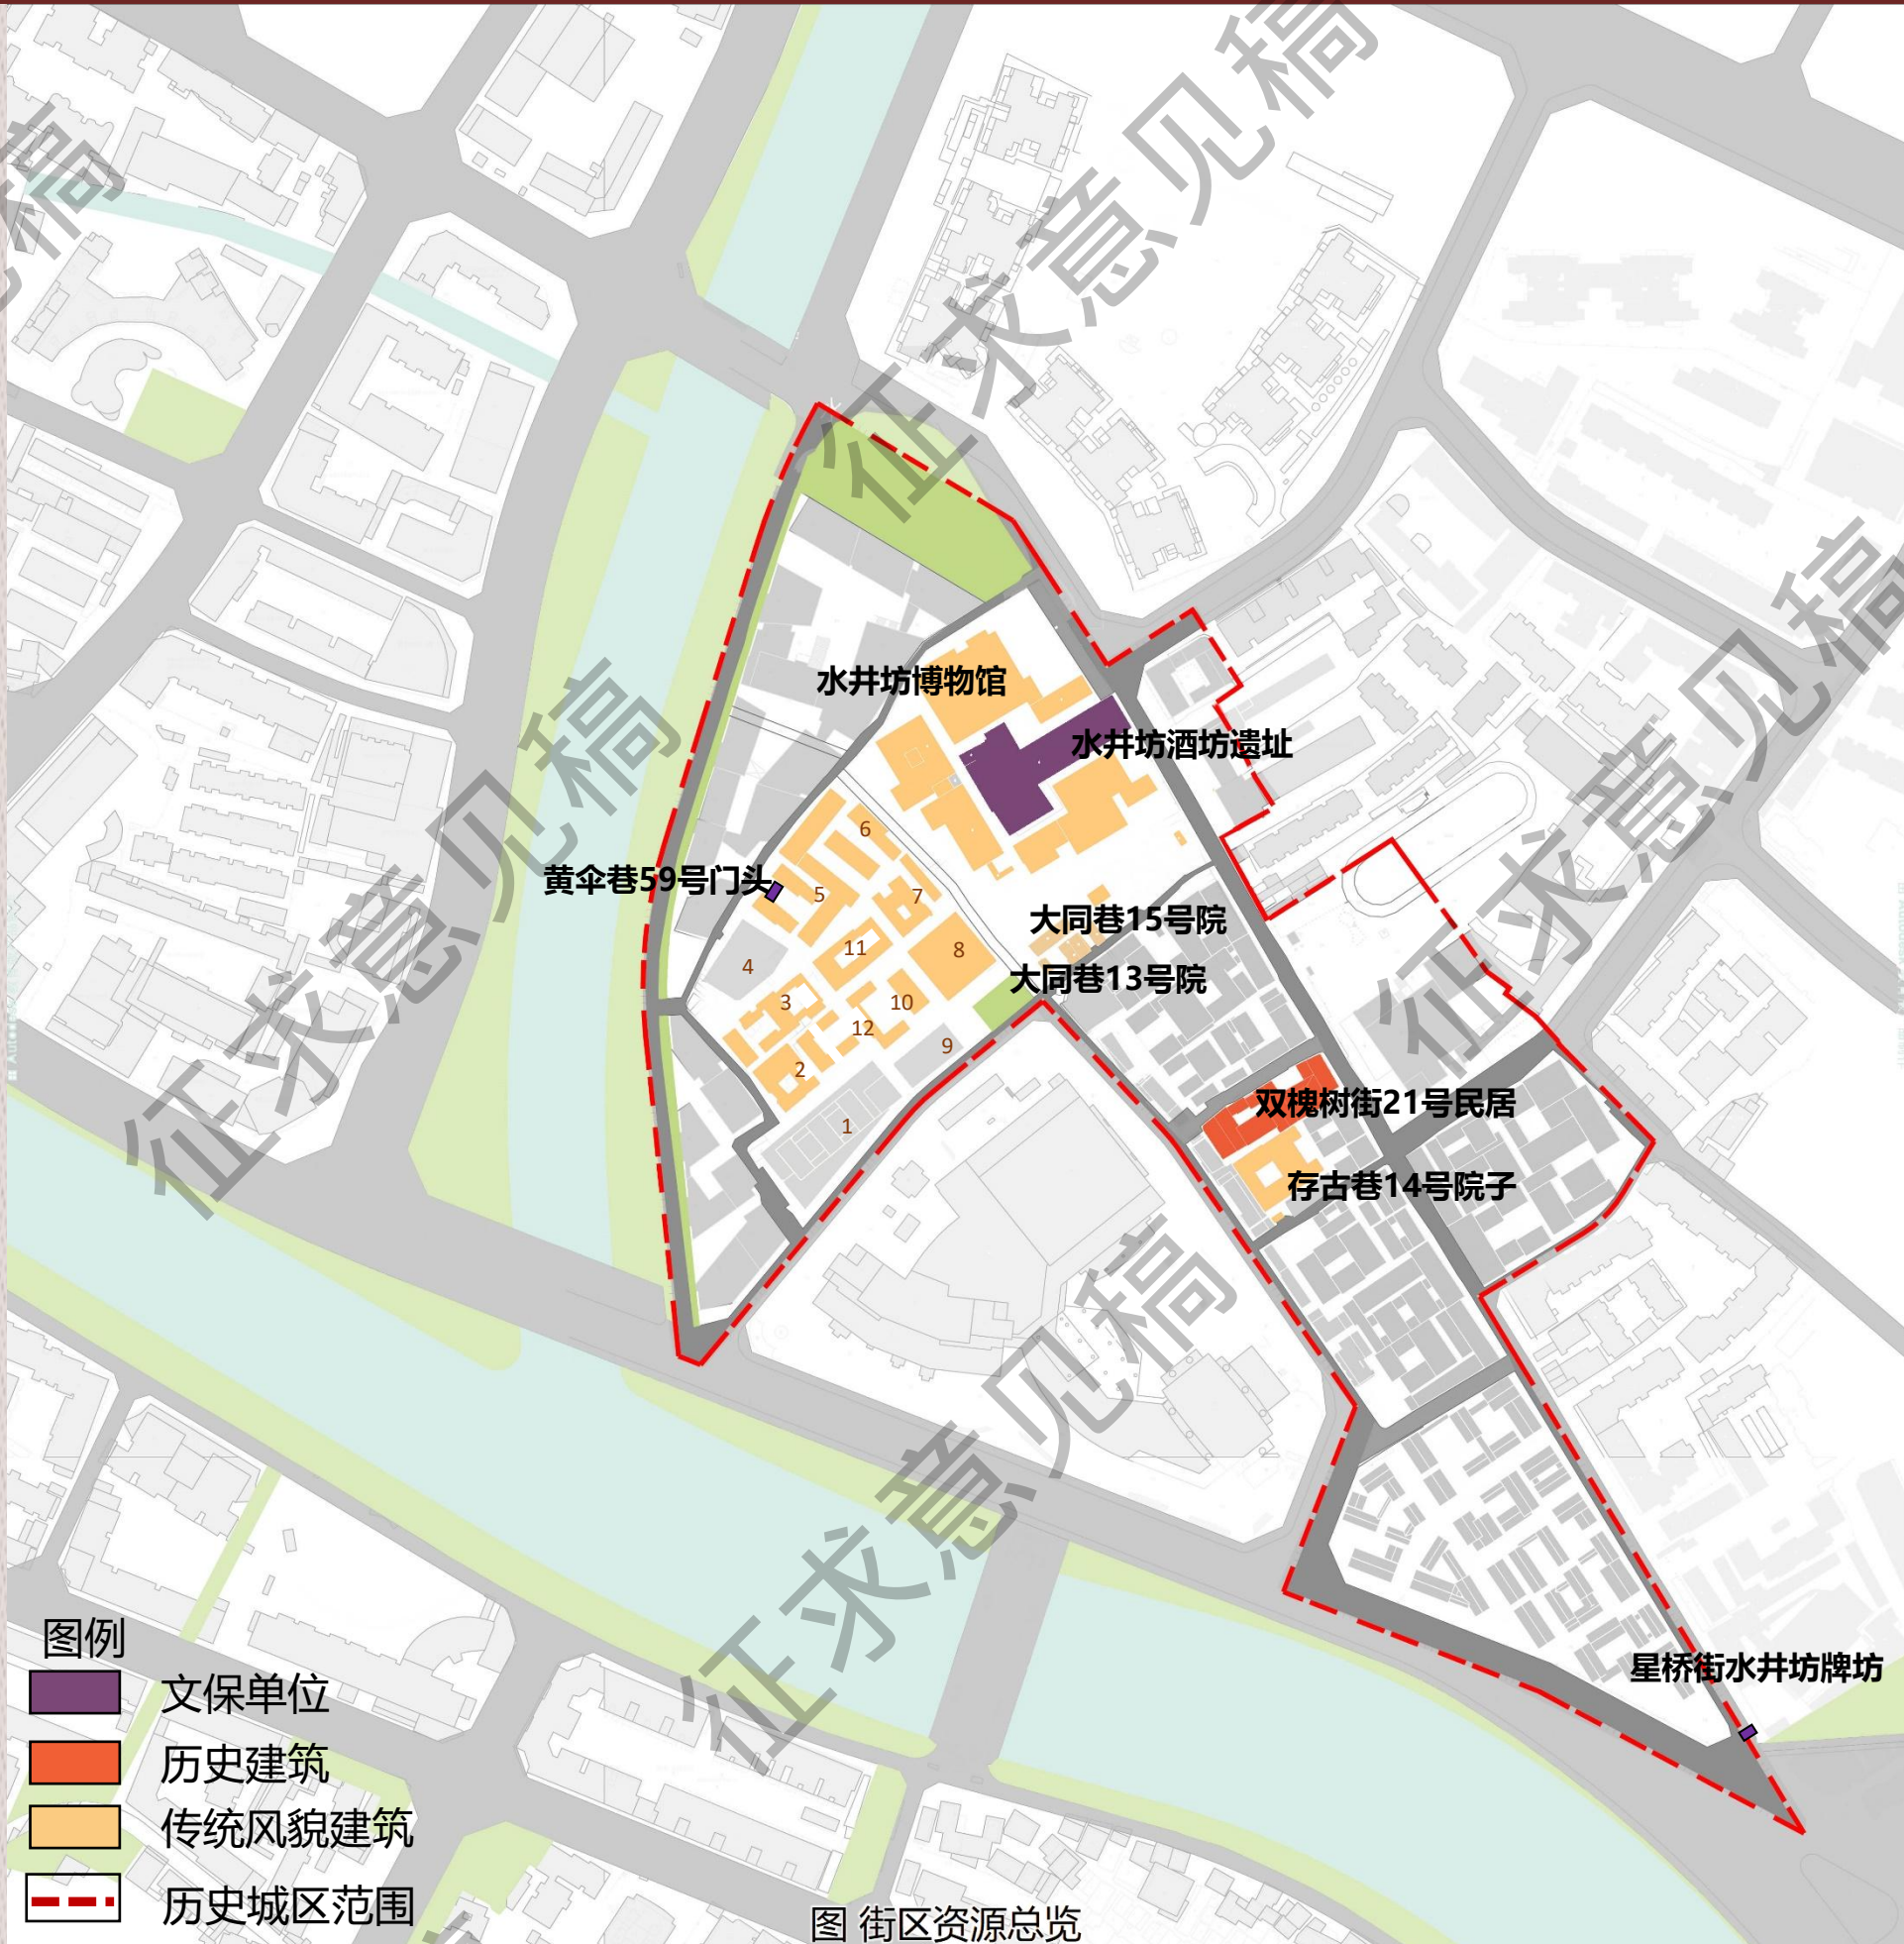 征求意见稿
征求意见稿
水井坊博物馆
水井坊酒坊遗址
6
黄伞巷59号门头
5
7
大同巷15号院
11
8
4
大同巷13号院
3
10
12
9
2
双槐树街21号民居
1
存古巷14号院子
征求意见稿
征求意见稿
征求意见稿
星桥街水井坊牌坊
图例
文保单位
历史建筑
传统风貌建筑
历史城区范围
图 街区资源总览